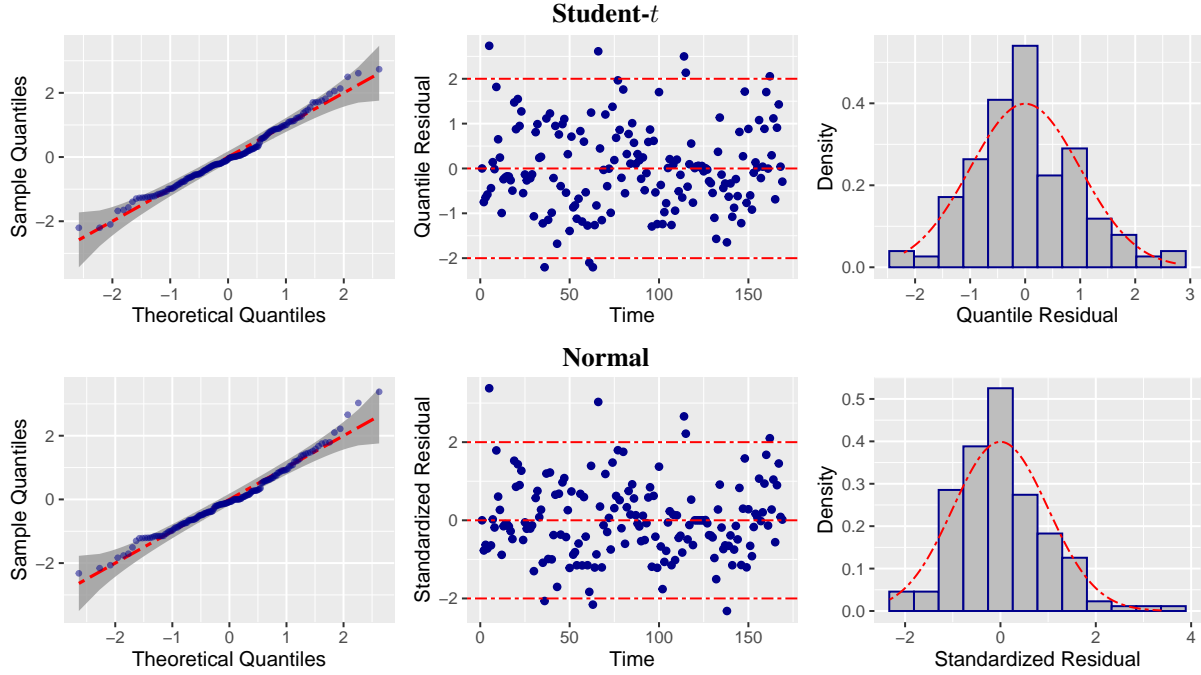 Student-t
Sample Quantiles
2
0
−2
−2 −1 0 1 2
Theoretical Quantiles
Quantile Residual
2
1
0
−1
−2
0 50 100 150
Time
Density
0.4
0.2
0.0
−2 −1 0 1 2 3
Quantile Residual
Normal
Sample Quantiles
2
0
−2
−2 −1 0 1 2
Theoretical Quantiles
Standardized Residual
2
0
−2
0 50 100 150
Time
Density
0.5
0.4
0.3
0.2
0.1
0.0
−2 0 2 4
Standardized Residual